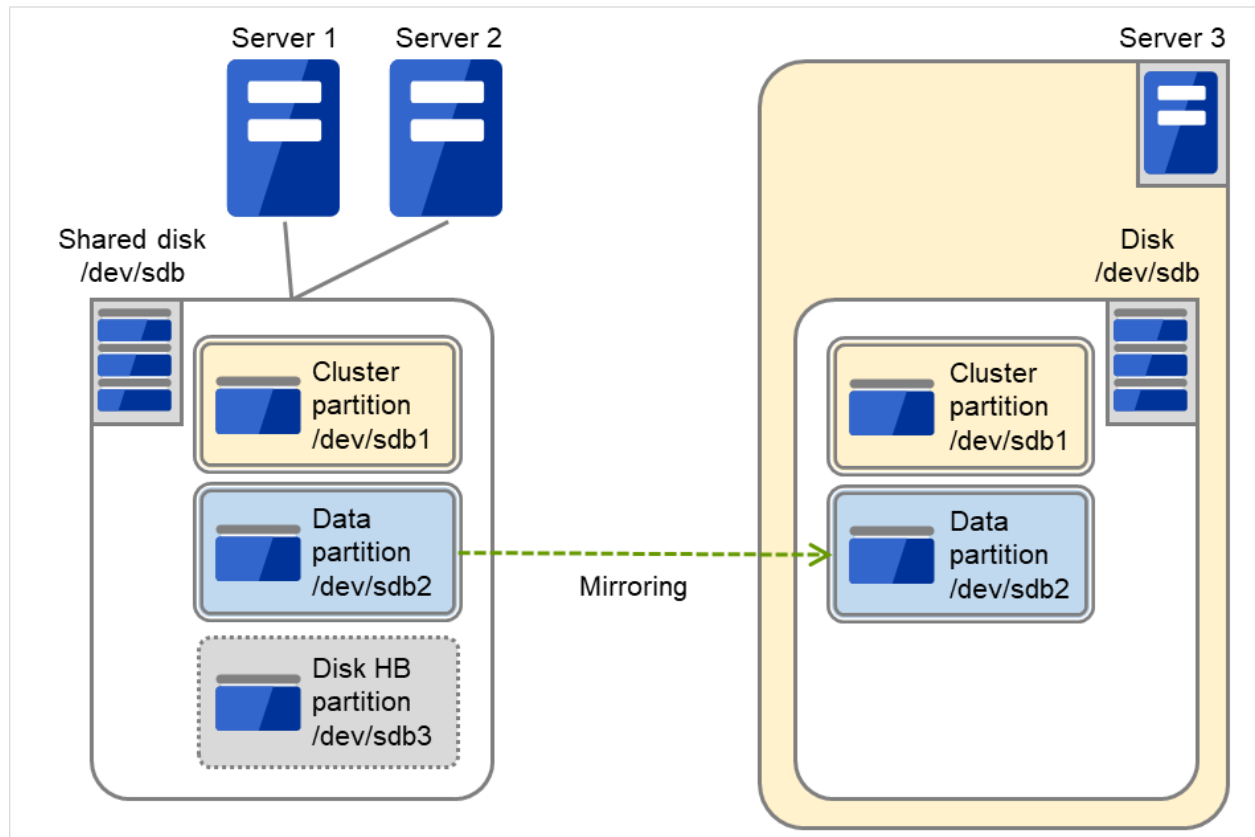 Server 1
Server 2
Server 3
Shared disk
/dev/sdb
Disk
/dev/sdb
Cluster
partition
/dev/sdb1
Cluster
partition
/dev/sdb1
Data
partition
/dev/sdb2
Mirroring
Data
partition
/dev/sdb2
Disk HB
partition
/dev/sdb3